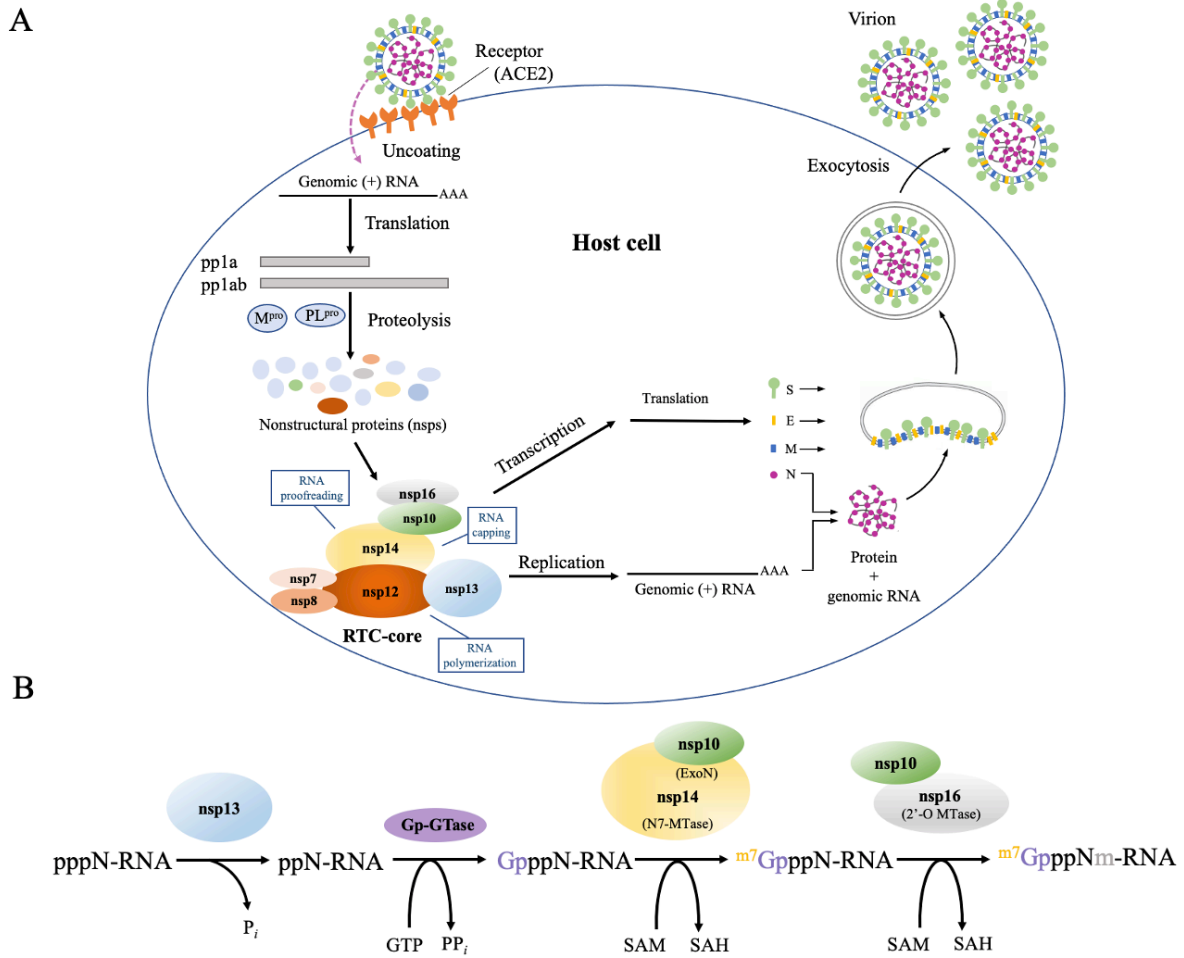 A
Receptor
(ACE2)
Uncoating
Genomic (+) RNA
AAA
Translation
pp1a
pp1ab
Mpro
PLpro
Proteolysis
Nonstructural proteins (nsps)
Host cell
Virion
Exocytosis
Transcription
Translation
S
E
M
N
RNA
proofreading
nsp16
nsp10
RNA
capping
nsp14
nsp7
nsp8
nsp12
nsp13
RTC-core
RNA
polymerization
Replication
AAA
Genomic (+) RNA
Protein
+
genomic RNA
B
nsp13
Gp-GTase
nsp10
(ExoN)
nsp14
(N7-MTase)
nsp10
nsp16
(2'-O MTase)
pppN-RNA
ppN-RNA
GpppN-RNA
m7GpppN-RNA
m7GpppNm-RNA
Pi
GTP
PPi
SAM
SAH
SAM
SAH